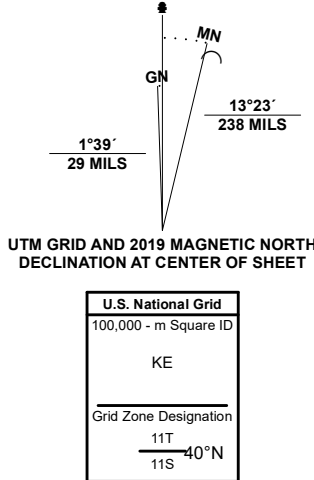 MN
GN
13°23´
238 MILS
1°39´
29 MILS
UTM GRID AND 2019 MAGNETIC NORTH
DECLINATION AT CENTER OF SHEET
U.S. National Grid
100,000 - m Square ID
KE
Grid Zone Designation
11T
40°N
11S